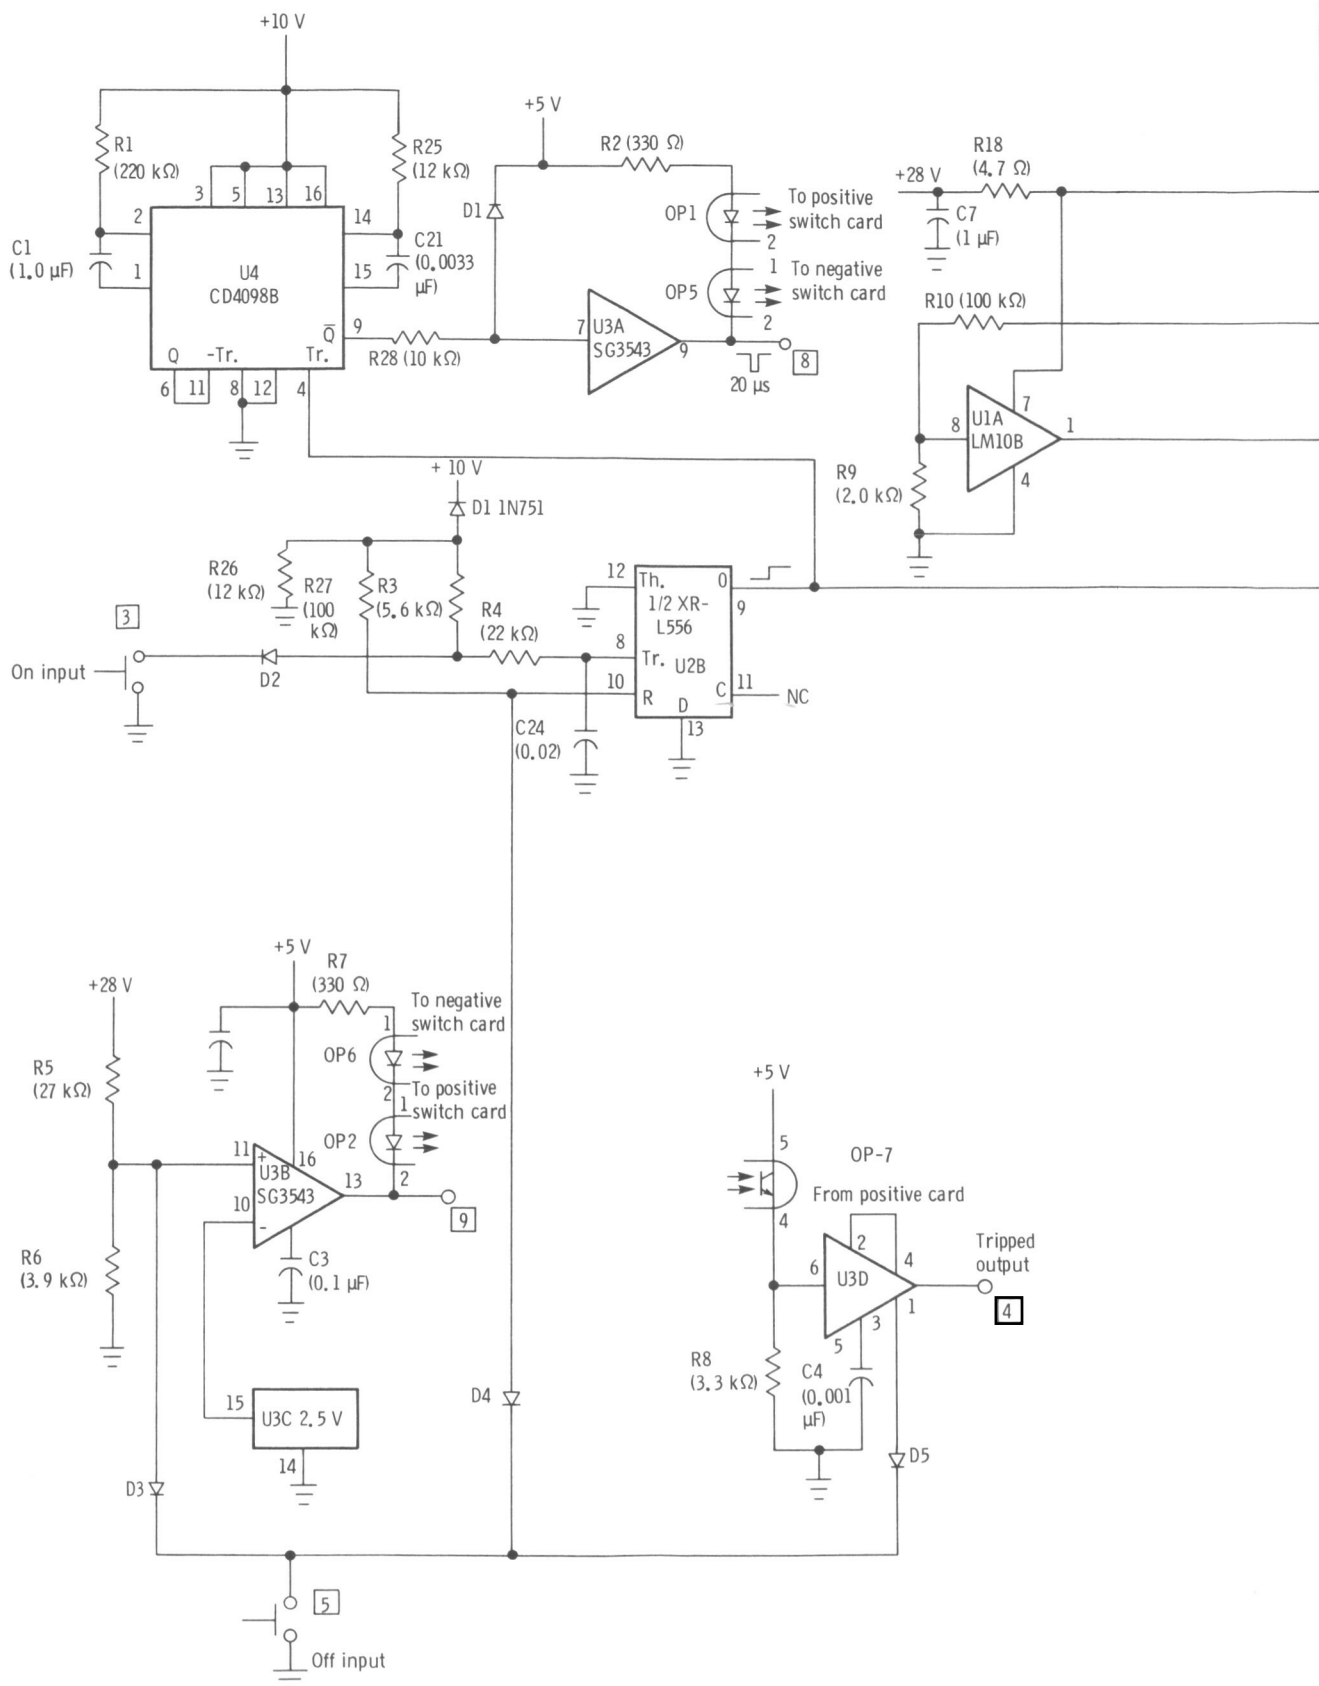 +10 V
R1
(220 kΩ)
R25
(12 kΩ)
3
5
13
16
2
14
C1
(1.0 µF)
1
U4
CD4098B
15
C21
(0.0033
µF)
Q̅
9
Q
-Tr.
Tr.
6
11
8
12
4
R28 (10 kΩ)
+5 V
R2 (330 Ω)
D1
OP1
2
To positive
switch card
1
To negative
switch card
OP5
2
7
U3A
SG3543
9
20 µs
8
+28 V
R18
(4.7 Ω)
C7
(1 µF)
R10 (100 kΩ)
7
8
U1A
LM10B
1
4
R9
(2.0 kΩ)
+ 10 V
D1 1N751
R26
(12 kΩ)
R27
(100
kΩ)
R3
(5.6 kΩ)
R4
(22 kΩ)
3
On input
D2
12
Th.
0
9
1/2 XR-
L556
8
Tr.
U2B
10
R
C
11
NC
D
13
C24
(0.02)
+28 V
R5
(27 kΩ)
R6
(3.9 kΩ)
+5 V
R7
(330 Ω)
To negative
switch card
1
OP6
2
To positive
switch card
1
OP2
2
11
+
16
U3B
SG3543
10
-
13
9
C3
(0.1 µF)
15
U3C 2.5 V
14
D3
D4
+5 V
5
OP-7
From positive card
4
2
4
6
U3D
Tripped
output
4
1
3
5
R8
(3.3 kΩ)
C4
(0.001
µF)
D5
5
Off input